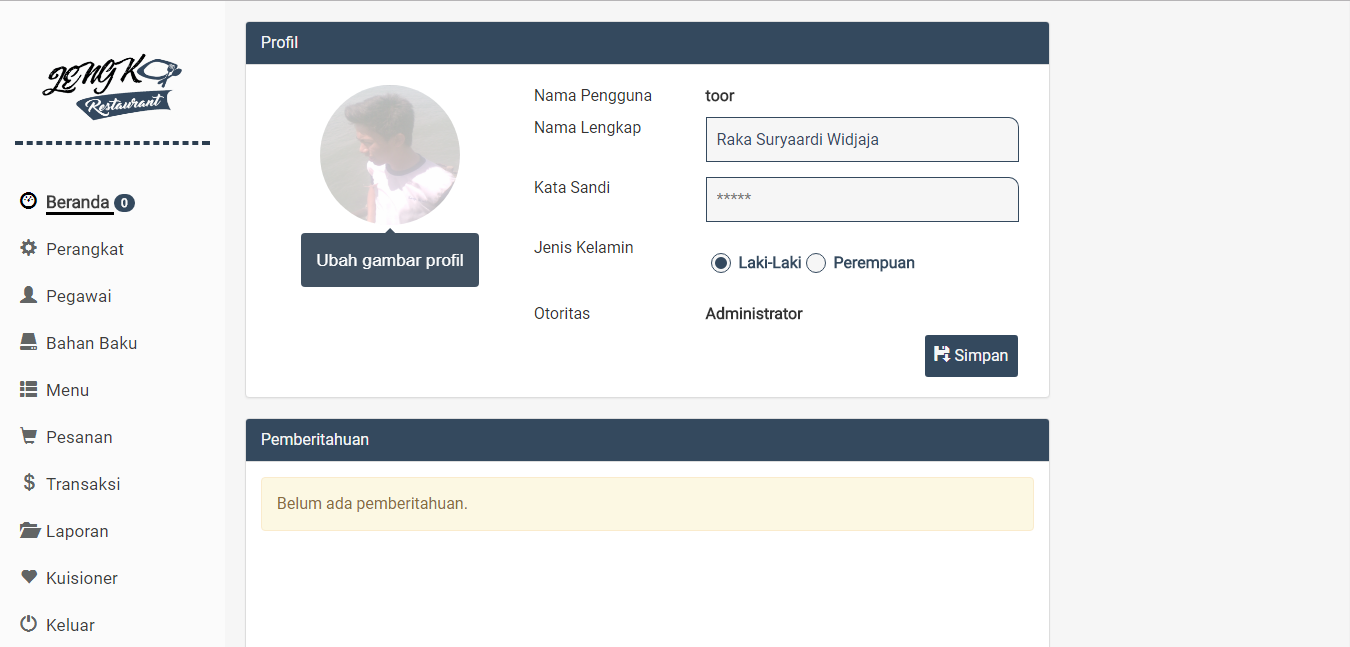 LENGKO
Restaurant
Beranda 0
Perangkat
Pegawai
Bahan Baku
Menu
Pesanan
Transaksi
Laporan
Kuisioner
Keluar
Profil
Ubah gambar profil
Nama Pengguna toor
Nama Lengkap Raka Suryaardi Widjaja
Kata Sandi *****
Jenis Kelamin Laki-Laki Perempuan
Otoritas Administrator
Simpan
Pemberitahuan
Belum ada pemberitahuan.